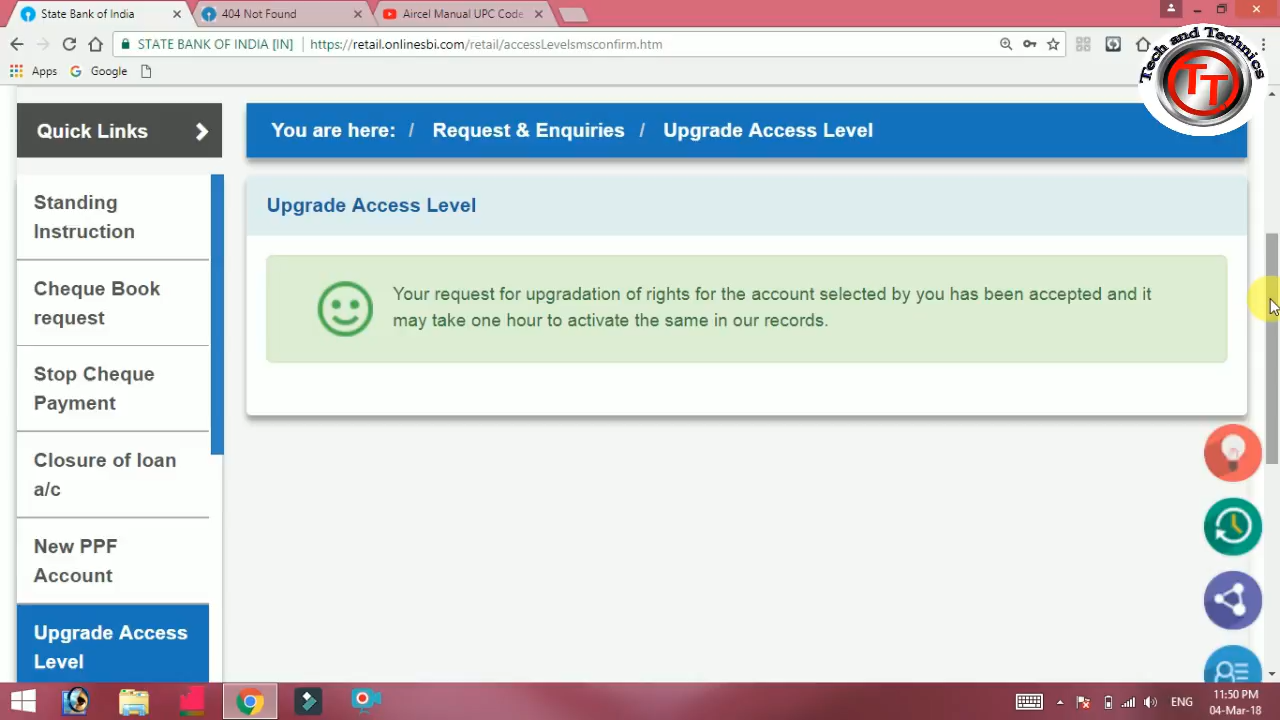 State Bank of India
404 Not Found
Aircel Manual UPC Code
STATE BANK OF INDIA [IN]
https://retail.onlinesbi.com/retail/accessLevelsmsconfirm.htm
Apps
Google
Tech and Technics
TT
Quick Links
You are here: / Request & Enquiries / Upgrade Access Level
Standing
Instruction
Cheque Book
request
Stop Cheque
Payment
Closure of loan
a/c
New PPF
Account
Upgrade Access
Level
Upgrade Access Level
Your request for upgradation of rights for the account selected by you has been accepted and it
may take one hour to activate the same in our records.
ENG
11:50 PM
04-Mar-18